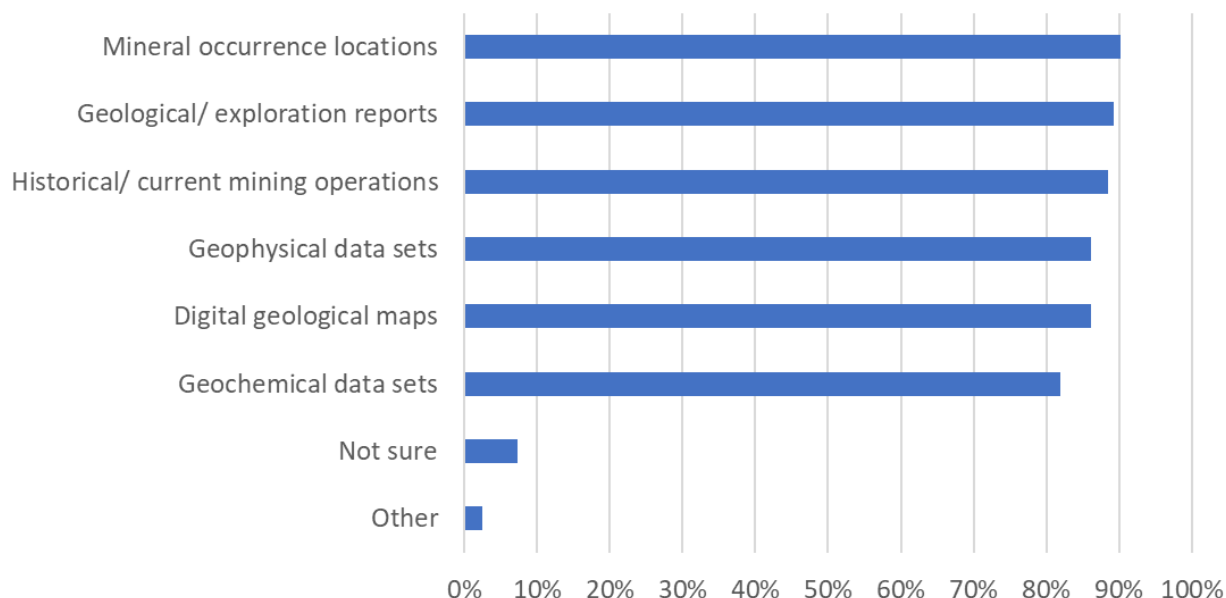 Mineral occurrence locations
Geological/ exploration reports
Historical/ current mining operations
Geophysical data sets
Digital geological maps
Geochemical data sets
Not sure
Other
0% 10% 20% 30% 40% 50% 60% 70% 80% 90% 100%